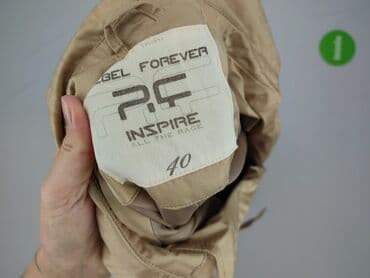 EBEL FOREVER
R.F
INSPIRE
ALL THE RAGE
40